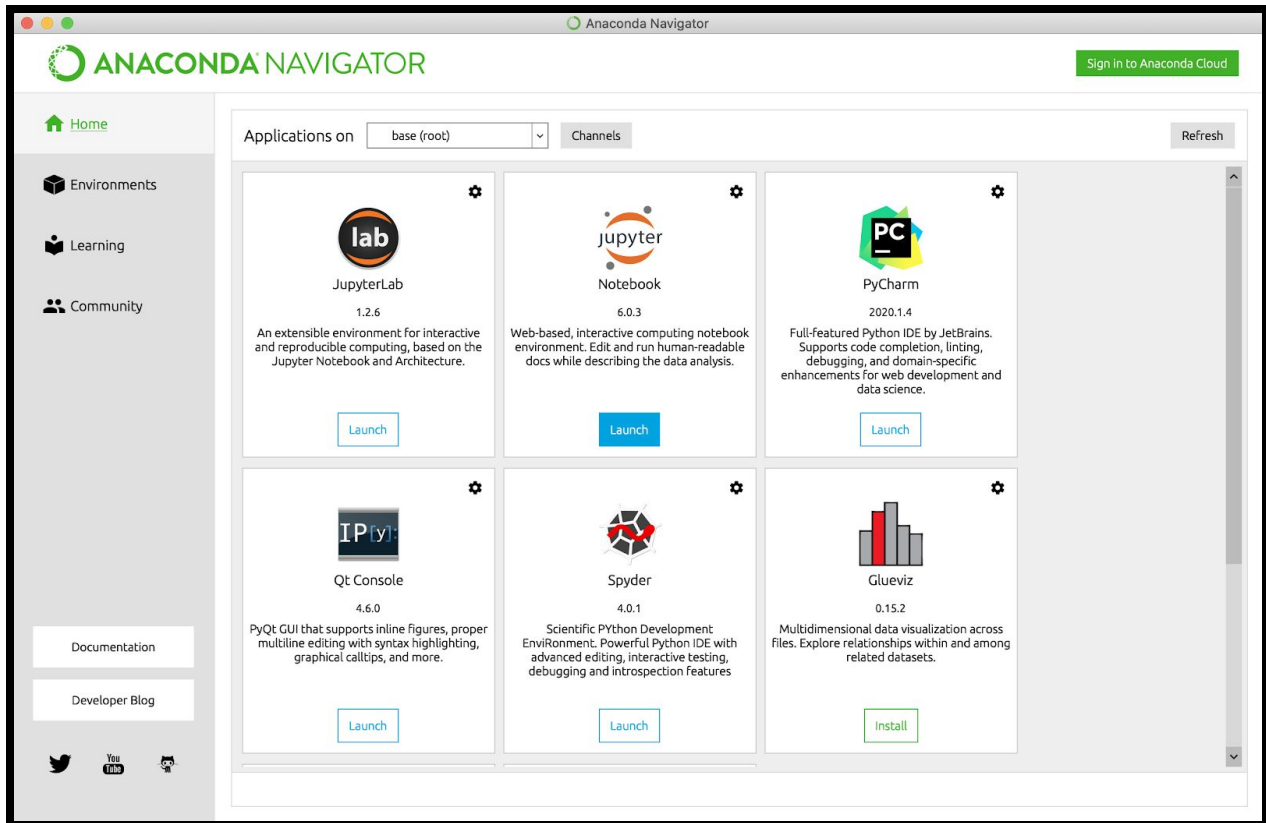 Anaconda Navigator
ANACONDA NAVIGATOR
Sign in to Anaconda Cloud
Home
Environments
Learning
Community
Documentation
Developer Blog
You
Tube
Applications on
base (root)
Channels
Refresh
lab
JupyterLab
1.2.6
An extensible environment for interactive
and reproducible computing, based on the
Jupyter Notebook and Architecture.
Launch
jupyter
Notebook
6.0.3
Web-based, interactive computing notebook
environment. Edit and run human-readable
docs while describing the data analysis.
Launch
PC
PyCharm
2020.1.4
Full-featured Python IDE by JetBrains.
Supports code completion, linting,
debugging, and domain-specific
enhancements for web development and
data science.
Launch
IP[y]:
Qt Console
4.6.0
PyQt GUI that supports inline figures, proper
multiline editing with syntax highlighting,
graphical calltips, and more.
Launch
Spyder
4.0.1
Scientific PYthon Development
EnviRonment. Powerful Python IDE with
advanced editing, interactive testing,
debugging and introspection features
Launch
Glueviz
0.15.2
Multidimensional data visualization across
files. Explore relationships within and among
related datasets.
Install